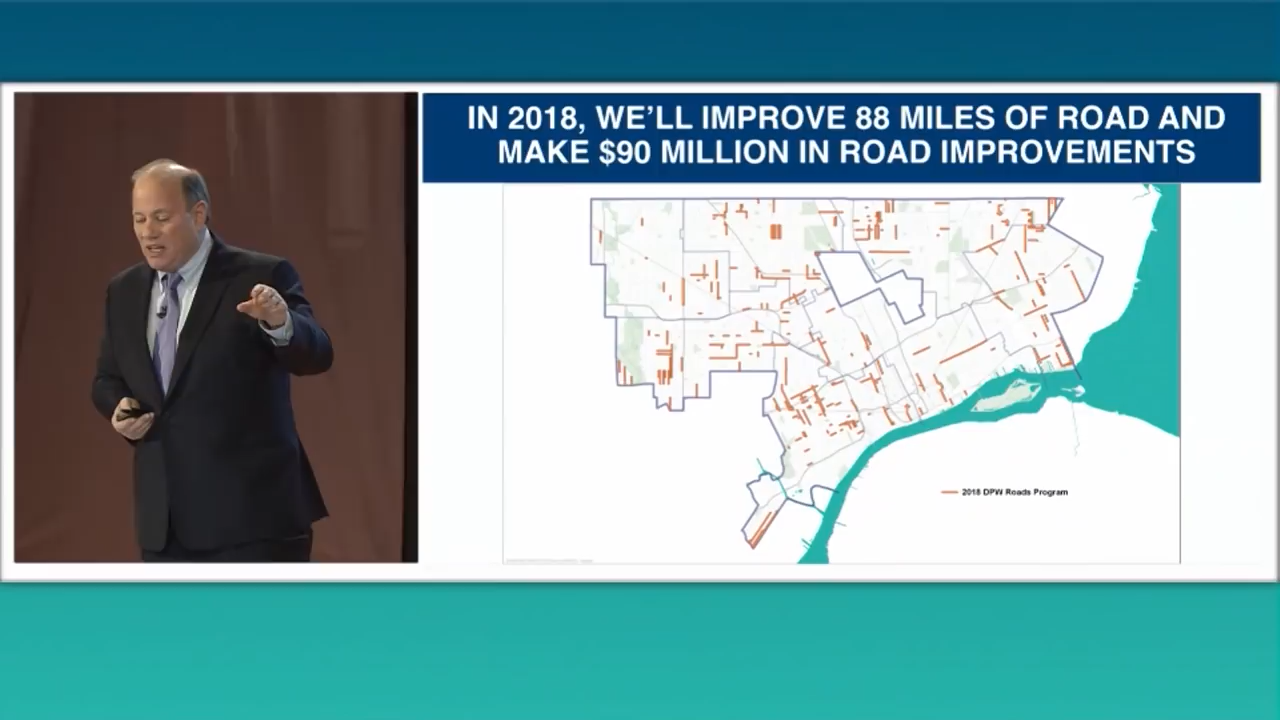 IN 2018, WE'LL IMPROVE 88 MILES OF ROAD AND
MAKE $90 MILLION IN ROAD IMPROVEMENTS
2018 DPW Roads Program